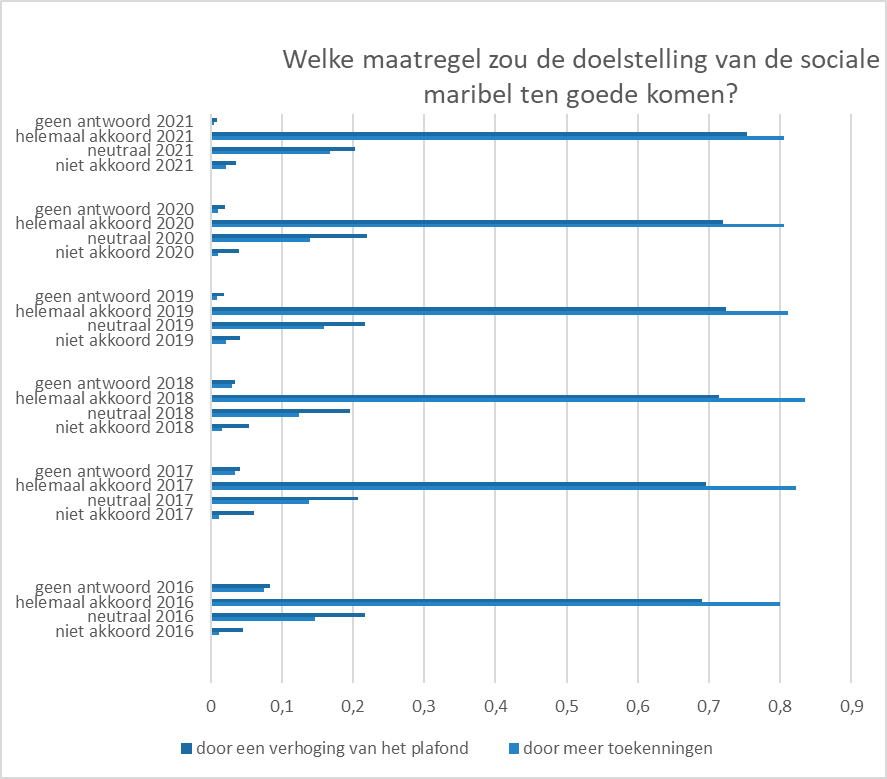 Welke maatregel zou de doelstelling van de sociale
maribel ten goede komen?
geen antwoord 2021
helemaal akkoord 2021
neutraal 2021
niet akkoord 2021
geen antwoord 2020
helemaal akkoord 2020
neutraal 2020
niet akkoord 2020
geen antwoord 2019
helemaal akkoord 2019
neutraal 2019
niet akkoord 2019
geen antwoord 2018
helemaal akkoord 2018
neutraal 2018
niet akkoord 2018
geen antwoord 2017
helemaal akkoord 2017
neutraal 2017
niet akkoord 2017
geen antwoord 2016
helemaal akkoord 2016
neutraal 2016
niet akkoord 2016
0 0,1 0,2 0,3 0,4 0,5 0,6 0,7 0,8 0,9
door een verhoging van het plafond door meer toekenningen